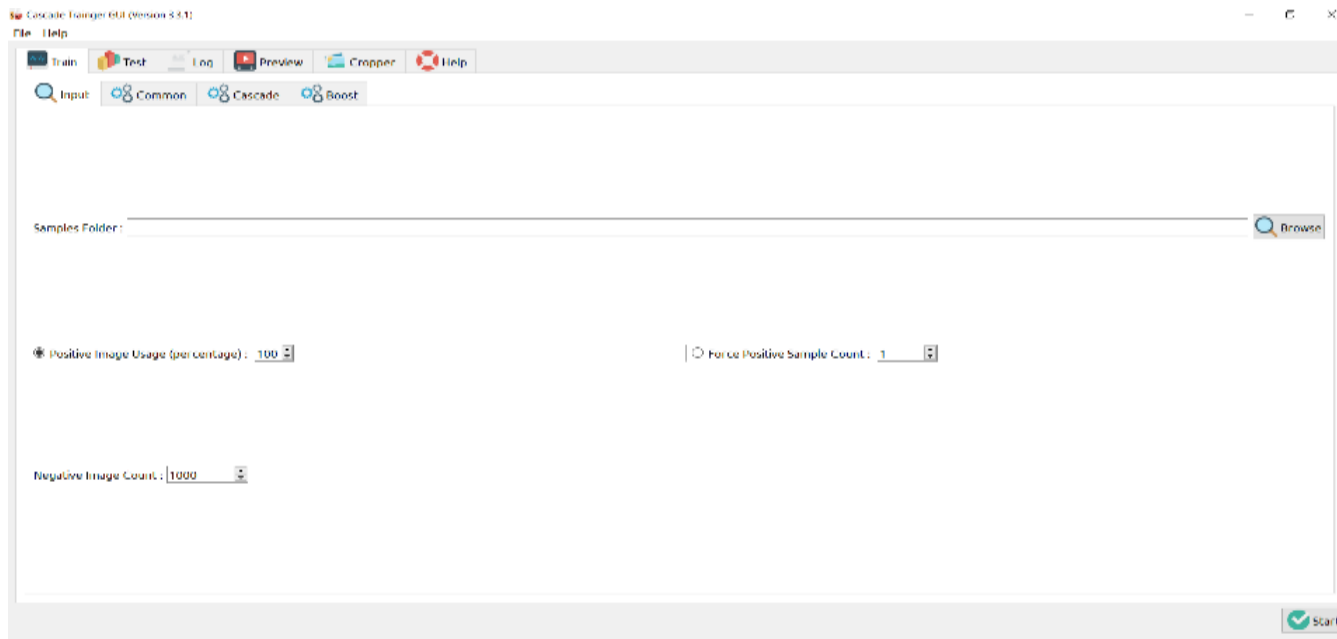 Cascade Trainger GUI (Version 3.3.1)
File Help
Train Test Log Preview Cropper Help
Input Common Cascade Boost
Samples Folder : Browse
Positive Image Usage (percentage) : 100 Force Positive Sample Count : 1
Negative Image Count : 1000
Start